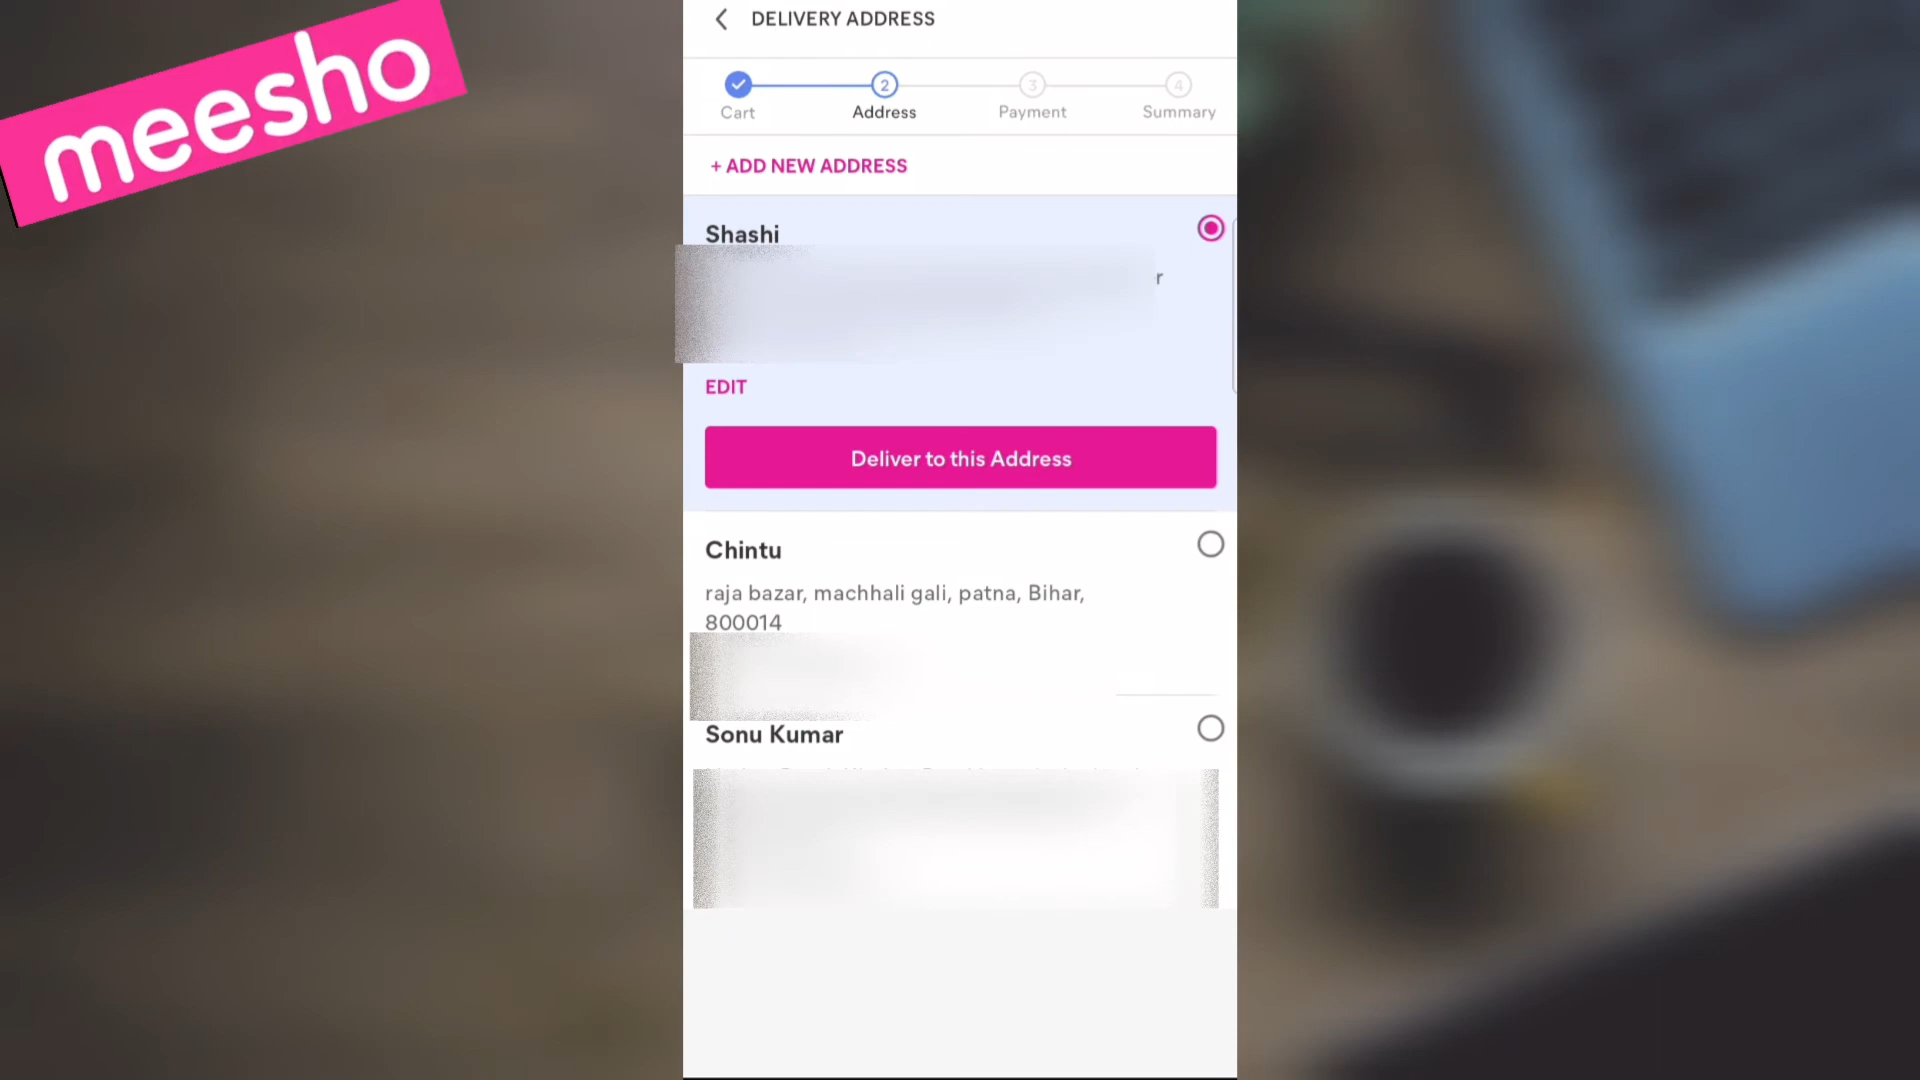 meesho
DELIVERY ADDRESS
2
3
4
Cart
Address
Payment
Summary
+ ADD NEW ADDRESS
Shashi
r
EDIT
Deliver to this Address
Chintu
raja bazar, machhali gali, patna, Bihar,
800014
Sonu Kumar